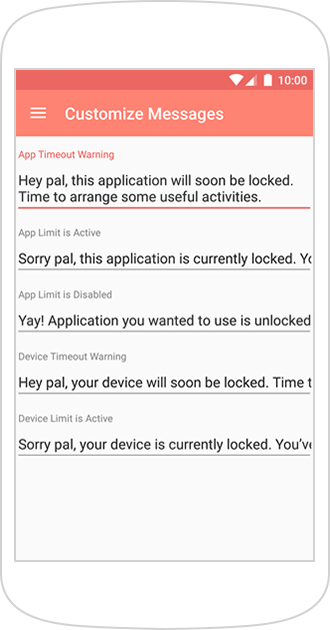 10:00
Customize Messages
App Timeout Warning
Hey pal, this application will soon be locked.
Time to arrange some useful activities.
App Limit is Active
Sorry pal, this application is currently locked. Yo
App Limit is Disabled
Yay! Application you wanted to use is unlocked
Device Timeout Warning
Hey pal, your device will soon be locked. Time t
Device Limit is Active
Sorry pal, your device is currently locked. You've